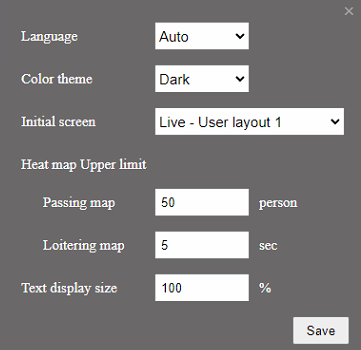 ×
Language Auto
Color theme Dark
Initial screen Live - User layout 1
Heat map Upper limit
Passing map 50 person
Loitering map 5 sec
Text display size 100 %
Save